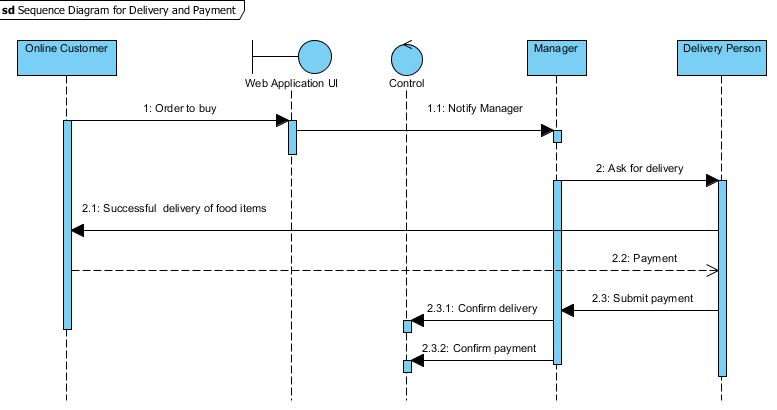 sd Sequence Diagram for Delivery and Payment
Online Customer
Web Application UI
Control
Manager
Delivery Person
1: Order to buy
1.1: Notify Manager
2: Ask for delivery
2.1: Successful  delivery of food items
2.2: Payment
2.3: Submit payment
2.3.1: Confirm delivery
2.3.2: Confirm payment